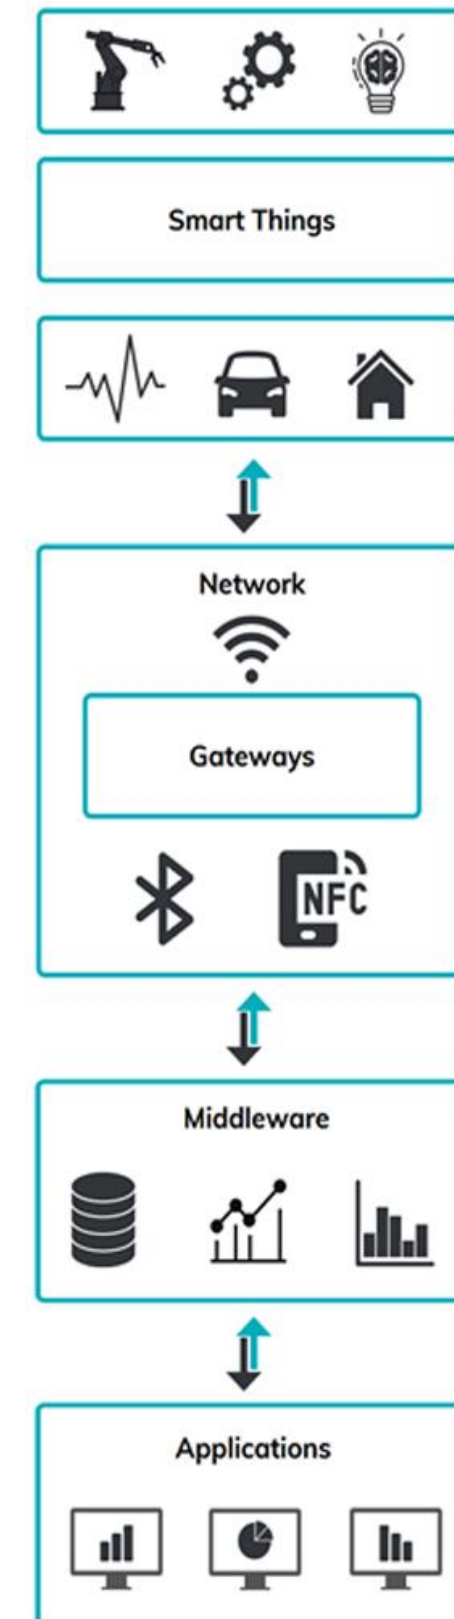 Smart Things
Network
Gateways
NFC
Middleware
Applications